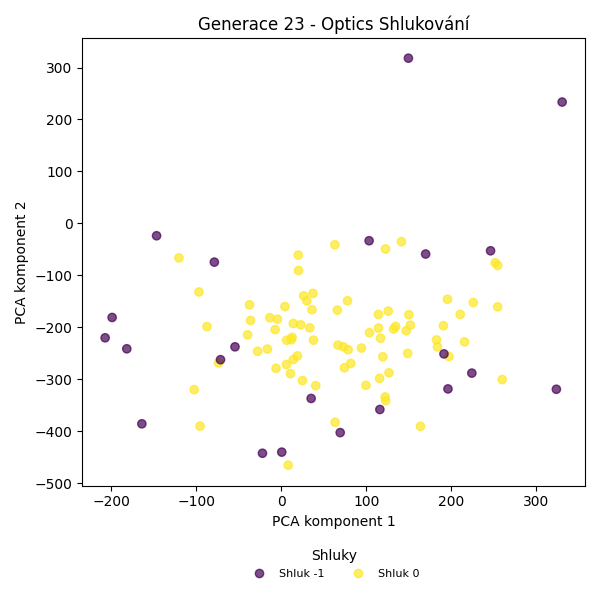 Generace 23 - Optics Shlukování
PCA komponent 2
300
200
100
0
−100
−200
−300
−400
−500
−200 −100 0 100 200 300
PCA komponent 1
Shluky
Shluk -1 Shluk 0